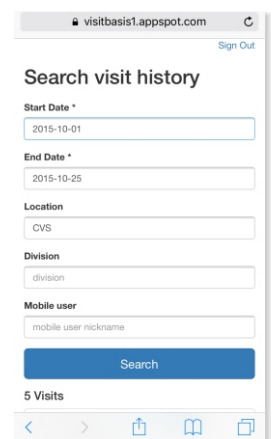 visitbasis1.appspot.com
Sign Out
Search visit history
Start Date *
2015-10-01
End Date *
2015-10-25
Location
CVS
Division
division
Mobile user
mobile user nickname
Search
5 Visits